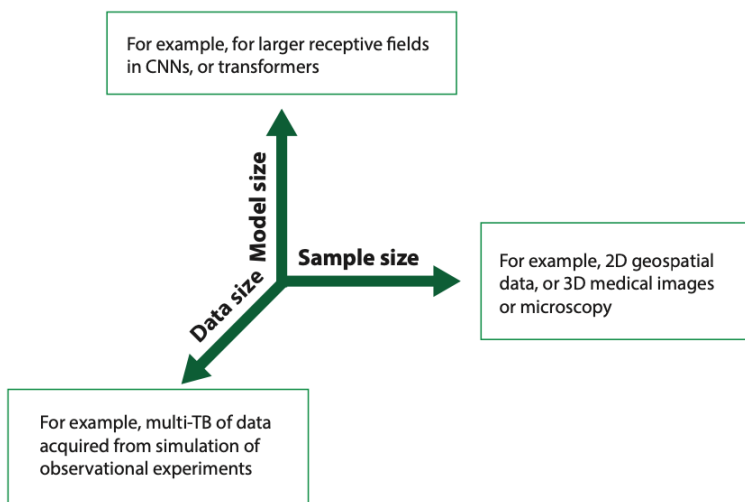 For example, for larger receptive fields
in CNNs, or transformers
Model size
Sample size
For example, 2D geospatial
data, or 3D medical images
or microscopy
Data size
For example, multi-TB of data
acquired from simulation of
observational experiments